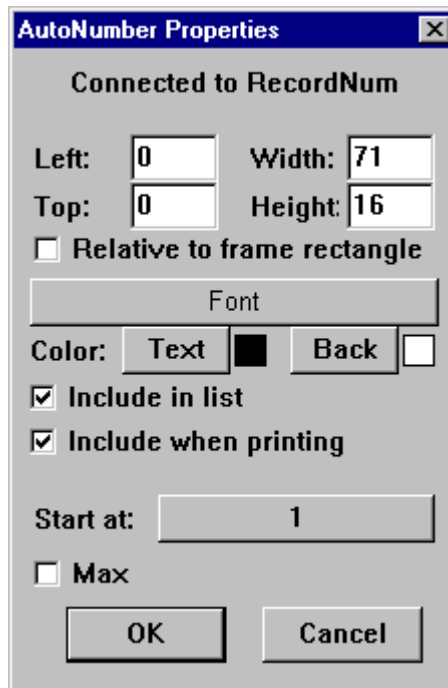 AutoNumber Properties
Connected to RecordNum
Left: 0 Width: 71
Top: 0 Height: 16
Relative to frame rectangle
Font
Color: Text Back
Include in list
Include when printing
Start at: 1
Max
OK Cancel